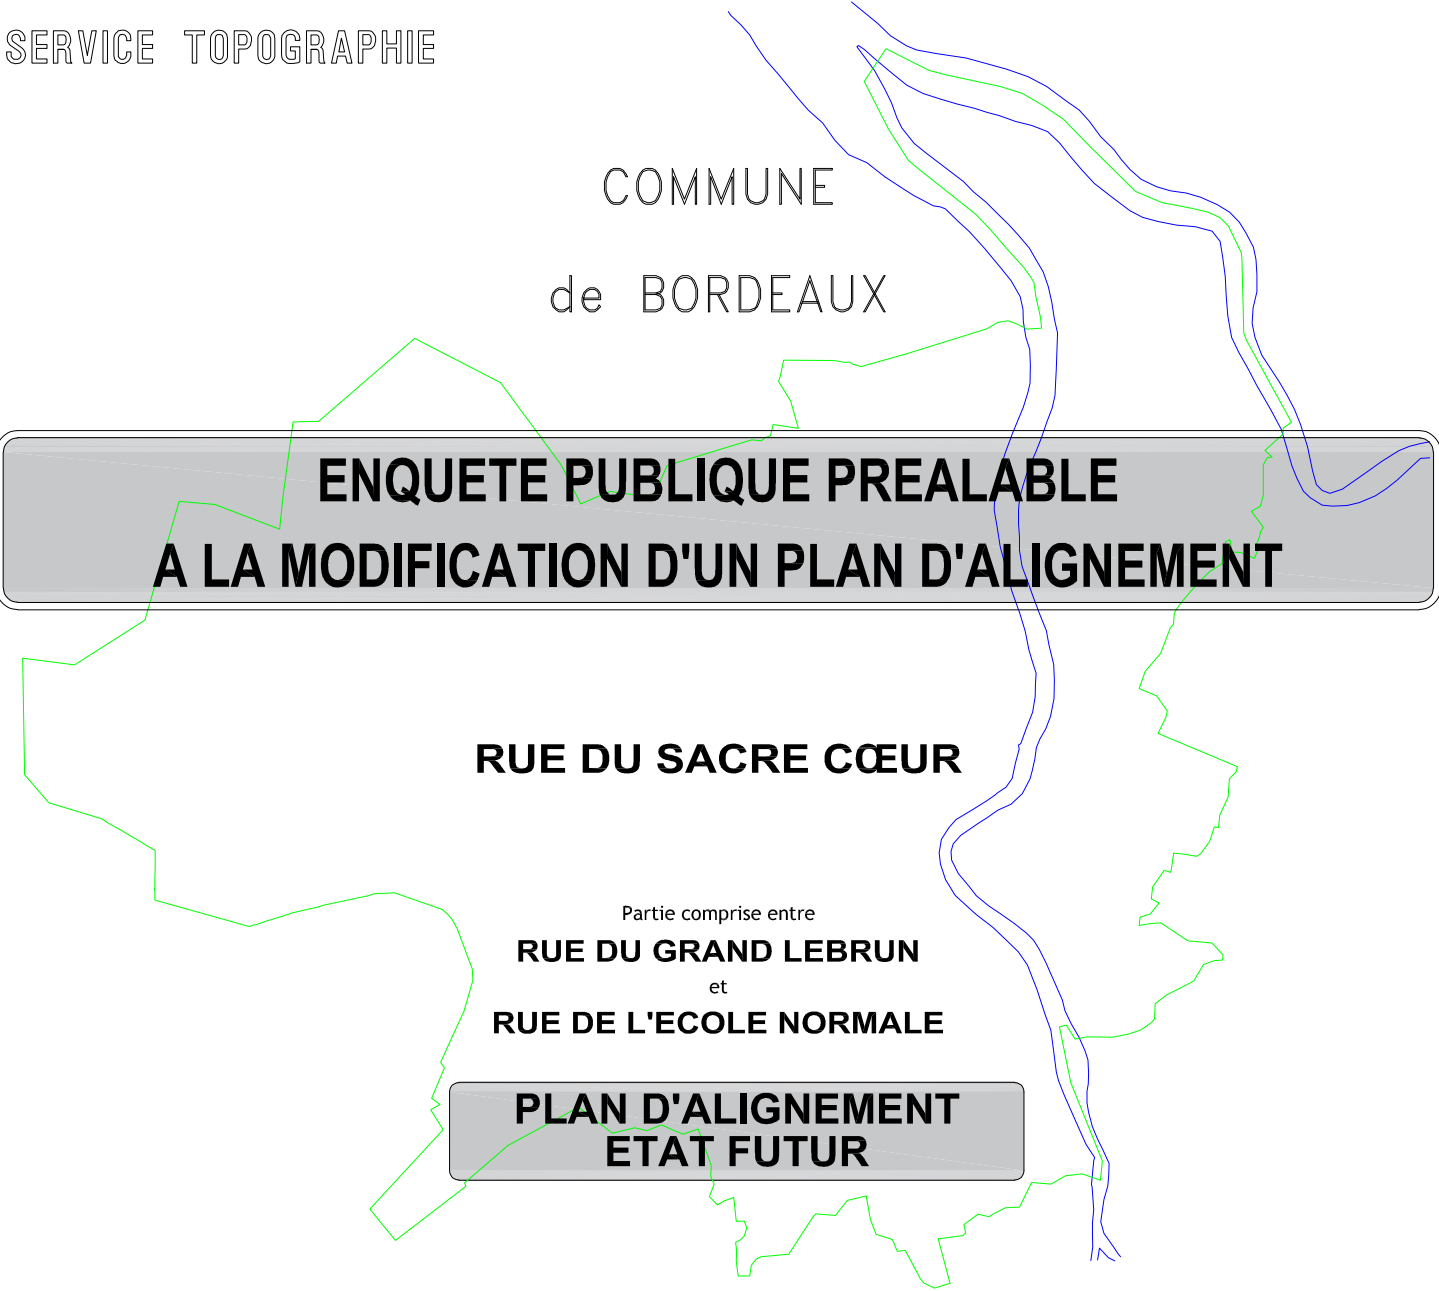 SERVICE TOPOGRAPHIE
COMMUNE
de BORDEAUX
ENQUETE PUBLIQUE PREALABLE
A LA MODIFICATION D'UN PLAN D'ALIGNEMENT
RUE DU SACRE CŒUR
Partie comprise entre
RUE DU GRAND LEBRUN
et
RUE DE L'ECOLE NORMALE
PLAN D'ALIGNEMENT
ETAT FUTUR